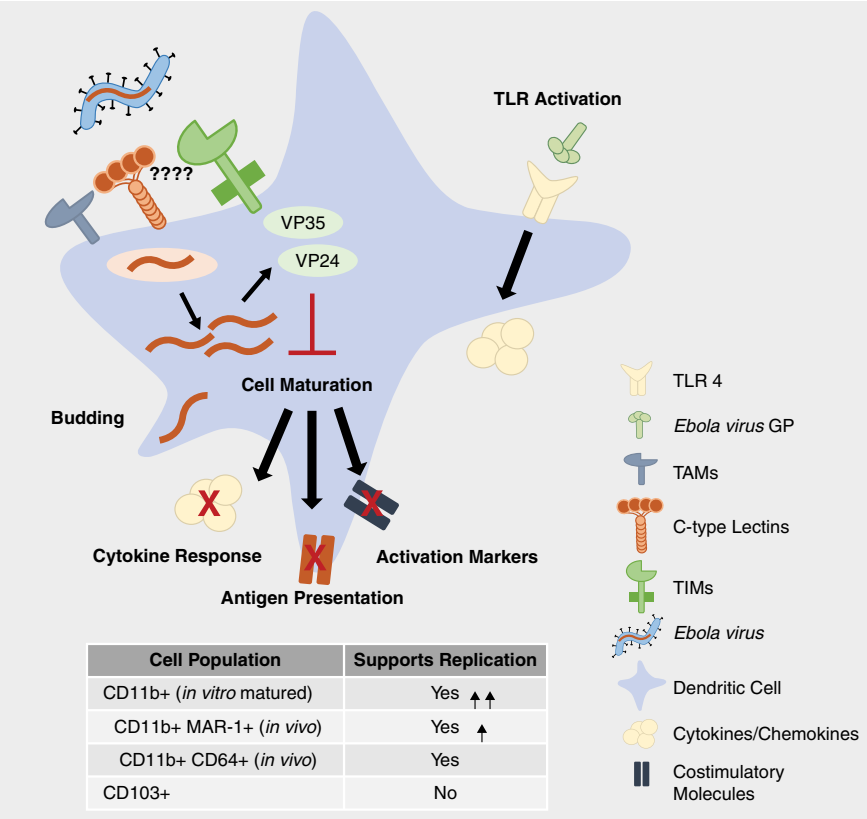 TLR Activation
????
VP35
VP24
Cell Maturation
Budding
Cytokine Response
Activation Markers
Antigen Presentation
TLR 4
Ebola virus GP
TAMs
C-type Lectins
TIMs
Ebola virus
Dendritic Cell
Cytokines/Chemokines
Costimulatory
Molecules
Cell Population Supports Replication
CD11b+ (in vitro matured) Yes ↑↑
CD11b+ MAR-1+ (in vivo) Yes ↑
CD11b+ CD64+ (in vivo) Yes
CD103+ No